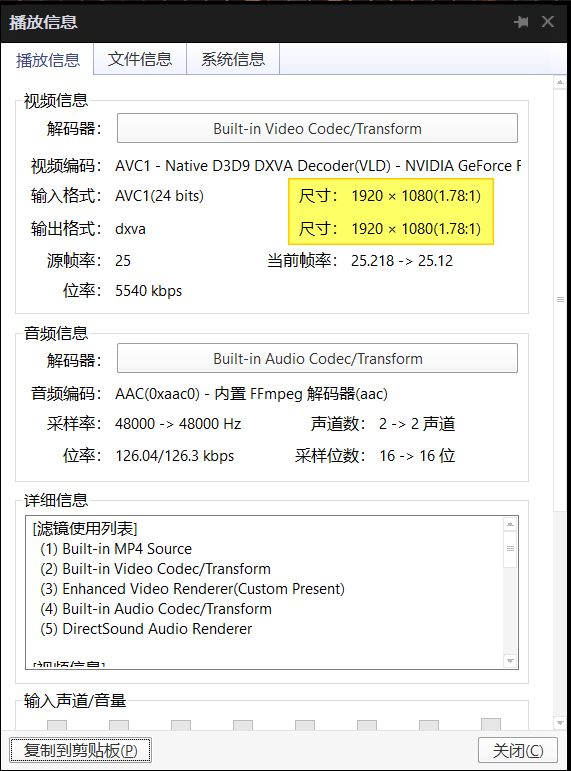 播放信息
播放信息 文件信息 系统信息
视频信息
解码器： Built-in Video Codec/Transform
视频编码： AVC1 - Native D3D9 DXVA Decoder(VLD) - NVIDIA GeForce
输入格式： AVC1(24 bits) 尺寸： 1920 × 1080(1.78:1)
输出格式： dxva 尺寸： 1920 × 1080(1.78:1)
源帧率： 25 当前帧率： 25.218 -> 25.12
位率： 5540 kbps
音频信息
解码器： Built-in Audio Codec/Transform
音频编码： AAC(0xaac0) - 内置 FFmpeg 解码器(aac)
采样率： 48000 -> 48000 Hz 声道数： 2 -> 2 声道
位率： 126.04/126.3 kbps 采样位数： 16 -> 16 位
详细信息
[滤镜使用列表]
(1) Built-in MP4 Source
(2) Built-in Video Codec/Transform
(3) Enhanced Video Renderer(Custom Present)
(4) Built-in Audio Codec/Transform
(5) DirectSound Audio Renderer
[视频信息]
输入声道/音量
复制到剪贴板(P) 关闭(C)